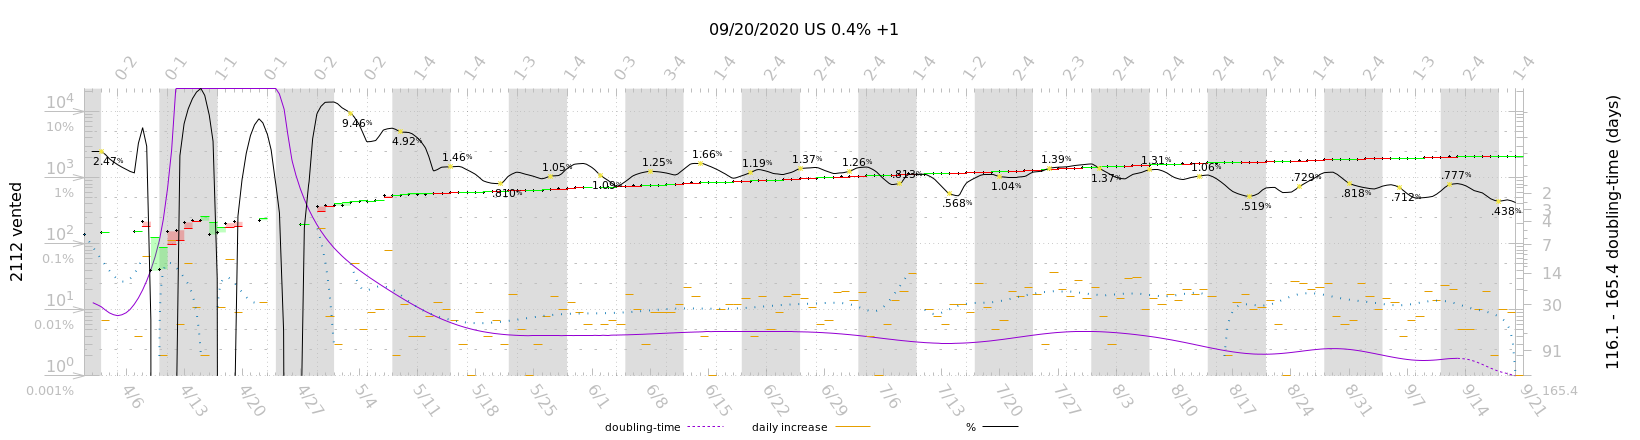 09/20/2020 US 0.4% +1
0-2 0-1 1-1 0-1 0-2 0-2 1-4 1-4 1-3 1-4 0-3 3-4 1-4 2-4 2-4 2-4 1-4 1-2 2-4 2-3 2-4 1-4 2-4 2-4 1-4 2-4 1-4 2-4 1-4
2112 vented
10⁴
10%
10³
1%
10²
0.1%
10¹
0.01%
10⁰
0.001%
2.47% 9.46% 4.92% 1.46% .810% 1.05% 1.09% 1.25% 1.66% 1.19% 1.37% 1.26% .813% .568% 1.04% 1.39% 1.37% 1.31% 1.06% .519% .729% .818% .712% .777% .438%
2
3
4
7
14
30
91
165.4
116.1 - 165.4 doubling-time (days)
4/6 4/13 4/20 4/27 5/4 5/11 5/18 5/25 6/1 6/8 6/15 6/22 6/29 7/6 7/13 7/20 7/27 8/3 8/10 8/17 8/24 8/31 9/7 9/14 9/21
doubling-time daily increase %